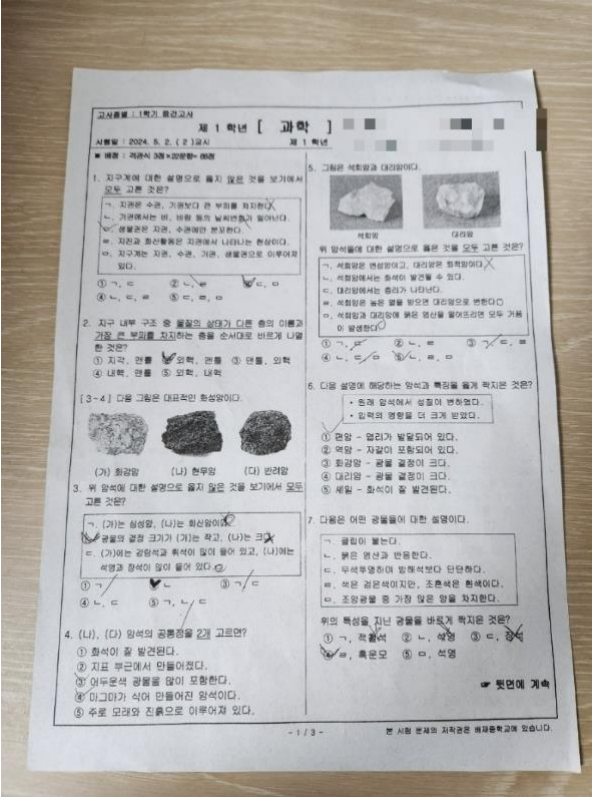 고사종별 : 1학기 중간고사
제 1 학년 [ 과학 ]
시행일 : 2024. 5. 2. ( 2 )교시
제 1 학년
■ 배점 : 객관식 3점×22문항= 66점
1. 지구계에 대한 설명으로 옳지 않은 것을 보기에서
모두 고른 것은?
ㄱ. 지권은 수권, 기권보다 큰 부피를 차지한다.
ㄴ. 기권에서는 비, 바람 등의 날씨변화가 일어난다.
ㄷ. 생물권은 지권, 수권에만 분포한다.
ㄹ. 지진과 화산활동은 지권에서 나타나는 현상이다.
ㅁ. 지구계는 지권, 수권, 기권, 생물권으로 이루어져
있다.
① ㄱ, ㄷ ② ㄴ, ㄹ ③ ㄷ, ㅁ
④ ㄴ, ㄷ, ㄹ ⑤ ㄷ, ㄹ, ㅁ
2. 지구 내부 구조 중 물질의 상태가 다른 층의 이름과
가장 큰 부피를 차지하는 층을 순서대로 바르게 나열
한 것은?
① 지각, 맨틀 ② 외핵, 맨틀 ③ 맨틀, 외핵
④ 내핵, 맨틀 ⑤ 외핵, 내핵
[3~4] 다음 그림은 대표적인 화성암이다.
(가) 화강암 (나) 현무암 (다) 반려암
3. 위 암석에 대한 설명으로 옳지 않은 것을 보기에서 모두
고른 것은?
ㄱ. (가)는 심성암, (나)는 화산암이다.
ㄴ. 광물의 결정 크기가 (가)는 작고, (나)는 크다.
ㄷ. (가)에는 감람석과 휘석이 많이 들어 있고, (나)에는
석영과 장석이 많이 들어 있다.
① ㄱ ② ㄴ ③ ㄱ, ㄷ
④ ㄴ, ㄷ ⑤ ㄱ, ㄴ, ㄷ
4. (나), (다) 암석의 공통점을 2개 고르면?
① 화석이 잘 발견된다.
② 지표 부근에서 만들어졌다.
③ 어두운색 광물을 많이 포함한다.
④ 마그마가 식어 만들어진 암석이다.
⑤ 주로 모래와 진흙으로 이루어져 있다.
5. 그림은 석회암과 대리암이다.
석회암 대리암
위 암석들에 대한 설명으로 옳은 것을 모두 고른 것은?
ㄱ. 석회암은 변성암이고, 대리암은 퇴적암이다.
ㄴ. 석회암에서는 화석이 발견될 수 있다.
ㄷ. 대리암에서는 층리가 나타난다.
ㄹ. 석회암은 높은 열을 받으면 대리암으로 변한다.
ㅁ. 석회암과 대리암에 묽은 염산을 떨어뜨리면 모두 거품
이 발생한다.
① ㄱ, ㄷ ② ㄴ, ㄹ ③ ㄱ, ㄷ, ㄹ
④ ㄴ, ㄷ, ㅁ ⑤ ㄴ, ㄹ, ㅁ
6. 다음 설명에 해당하는 암석과 특징을 옳게 짝지은 것은?
• 원래 암석에서 성질이 변하였다.
• 압력의 영향을 더 크게 받았다.
① 편암 - 엽리가 발달되어 있다.
② 역암 - 자갈이 포함되어 있다.
③ 화강암 - 광물 결정이 크다.
④ 대리암 - 광물 결정이 크다.
⑤ 셰일 - 화석이 잘 발견된다.
7. 다음은 어떤 광물들에 대한 설명이다.
ㄱ. 클립이 붙는다.
ㄴ. 묽은 염산과 반응한다.
ㄷ. 무색투명하며 방해석보다 단단하다.
ㄹ. 색은 검은색이지만, 조흔색은 흰색이다.
ㅁ. 조암광물 중 가장 많은 양을 차지한다.
위의 특성을 지닌 광물을 바르게 짝지은 것은?
① ㄱ, 적철석 ② ㄴ, 석영 ③ ㄷ, 장석
④ ㄹ, 흑운모 ⑤ ㅁ, 석영
☞ 뒷면에 계속
- 1 / 3 -
본 시험 문제의 저작권은 배재중학교에 있습니다.